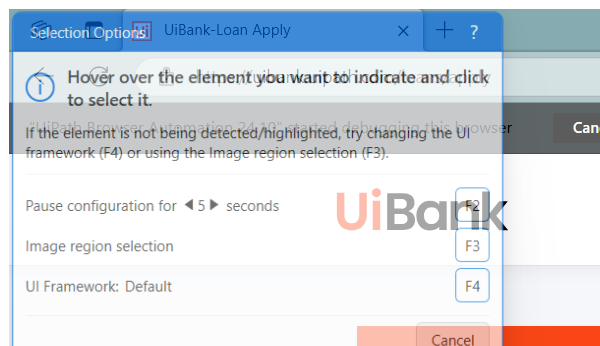 Selection Options
UiBank-Loan Apply
?
Hover over the element you want to indicate and click
to select it.
"UiPath Browser Automation 24.10" started debugging this browser
Canc
If the element is not being detected/highlighted, try changing the UI
framework (F4) or using the Image region selection (F3).
Pause configuration for 5 seconds
F2
UiBank
Image region selection
F3
UI Framework: Default
F4
Cancel